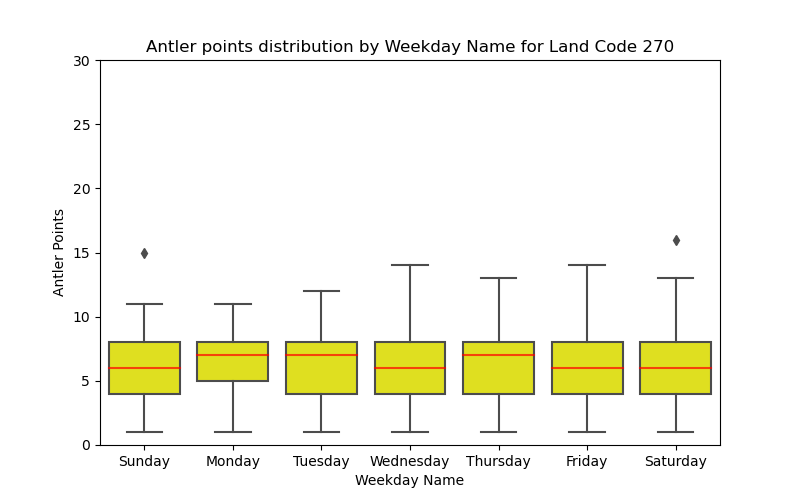 Antler points distribution by Weekday Name for Land Code 270
30
25
20
15
10
5
0
Antler Points
Sunday Monday Tuesday Wednesday Thursday Friday Saturday
Weekday Name